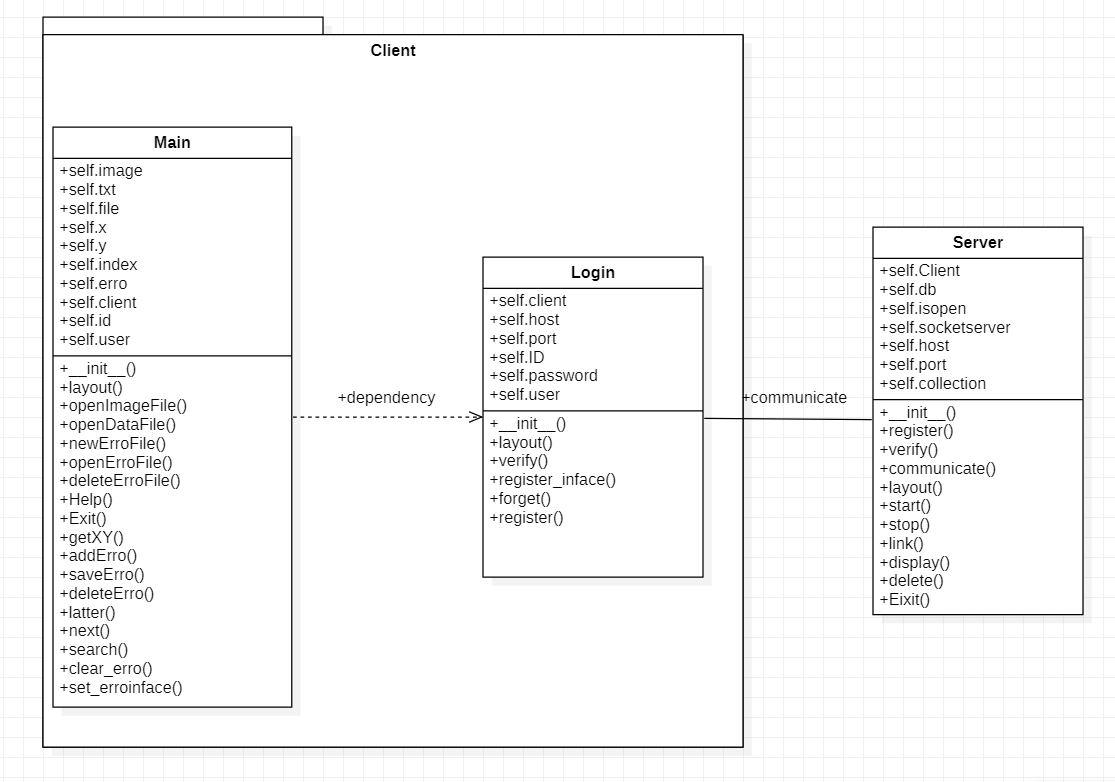 Client
Main
+self.image
+self.txt
+self.file
+self.x
+self.y
+self.index
+self.erro
+self.client
+self.id
+self.user
+__init__()
+layout()
+openImageFile()
+openDataFile()
+newErroFile()
+openErroFile()
+deleteErroFile()
+Help()
+Exit()
+getXY()
+addErro()
+saveErro()
+deleteErro()
+latter()
+next()
+search()
+clear_erro()
+set_erroinface()
+dependency
Login
+self.client
+self.host
+self.port
+self.ID
+self.password
+self.user
+__init__()
+layout()
+verify()
+register_inface()
+forget()
+register()
+communicate
Server
+self.Client
+self.db
+self.isopen
+self.socketserver
+self.host
+self.port
+self.collection
+__init__()
+register()
+verify()
+communicate()
+layout()
+start()
+stop()
+link()
+display()
+delete()
+Eixit()